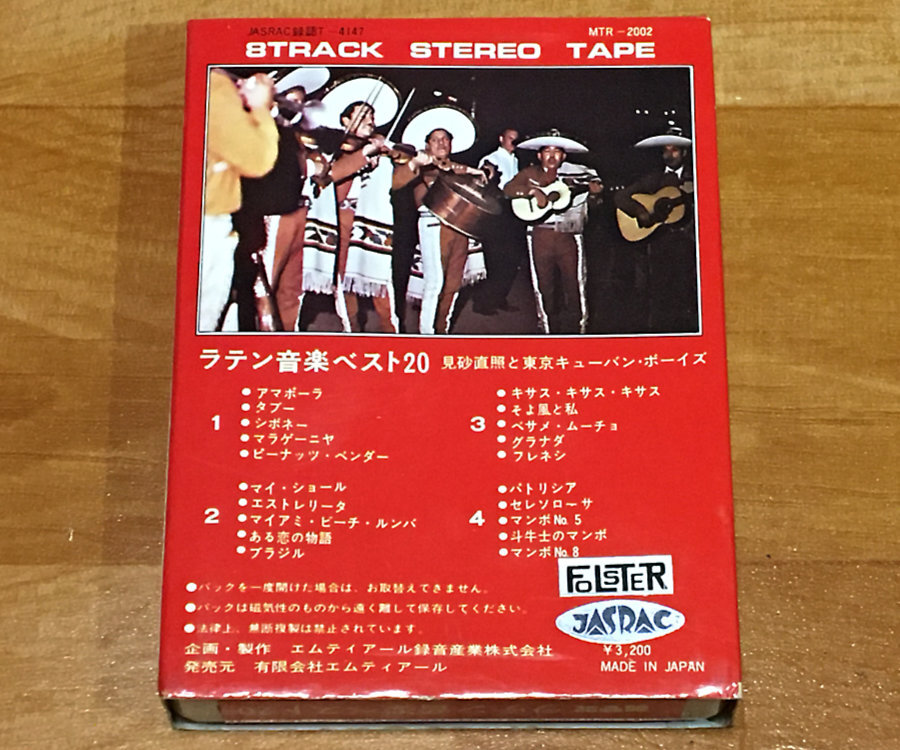 JASRAC録認T-4147
MTR-2002
8TRACK STEREO TAPE
ラテン音楽ベスト20 見砂直照と東京キューバン・ボーイズ
1
●アマポーラ
●タブー
●シボネー
●マラゲーニヤ
●ピーナッツ・ベンダー
2
●マイ・ショール
●エストレリータ
●マイアミ・ビーチ・ルンバ
●ある恋の物語
●ブラジル
3
●キサス・キサス・キサス
●そよ風と私
●ベサメ・ムーチョ
●グラナダ
●フレネシ
4
●パトリシア
●セレソローサ
●マンボNo.5
●斗牛士のマンボ
●マンボNo.8
●パックを一度開けた場合は、お取替えできません。
●パックは磁気性のものから遠く離して保存してください。
●法律上、無断複製は禁止されています。
企画・製作 エムティアール録音産業株式会社
発売元 有限会社エムティアール
FOLSTER
JASRAC
￥3,200
MADE IN JAPAN